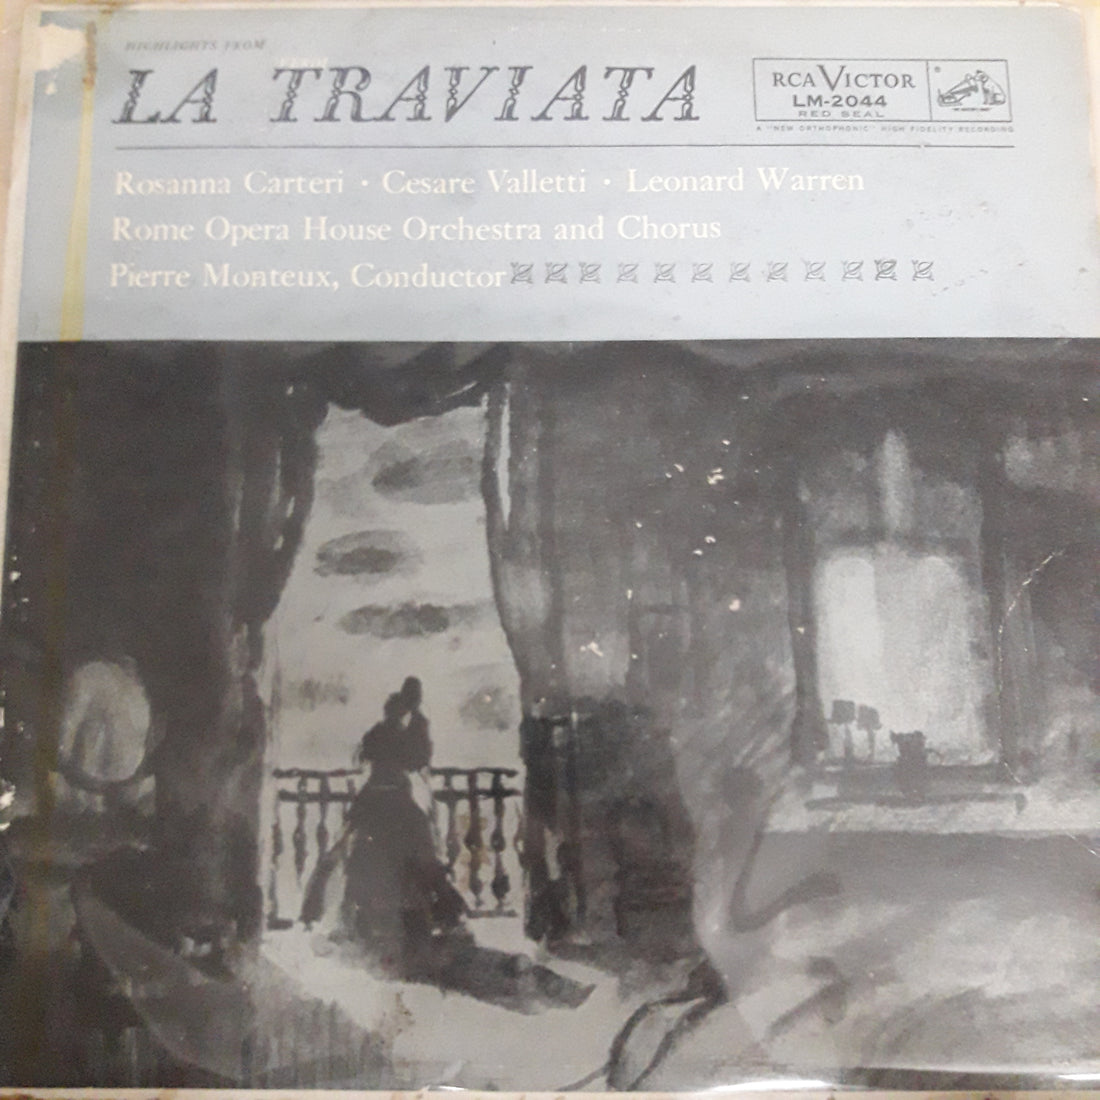 HIGHLIGHTS FROM
LA TRAVIATA
RCA VICTOR
LM-2044
RED SEAL
A "NEW ORTHOPHONIC" HIGH FIDELITY RECORDING
Rosanna Carteri · Cesare Valletti · Leonard Warren
Rome Opera House Orchestra and Chorus
Pierre Monteux, Conductor